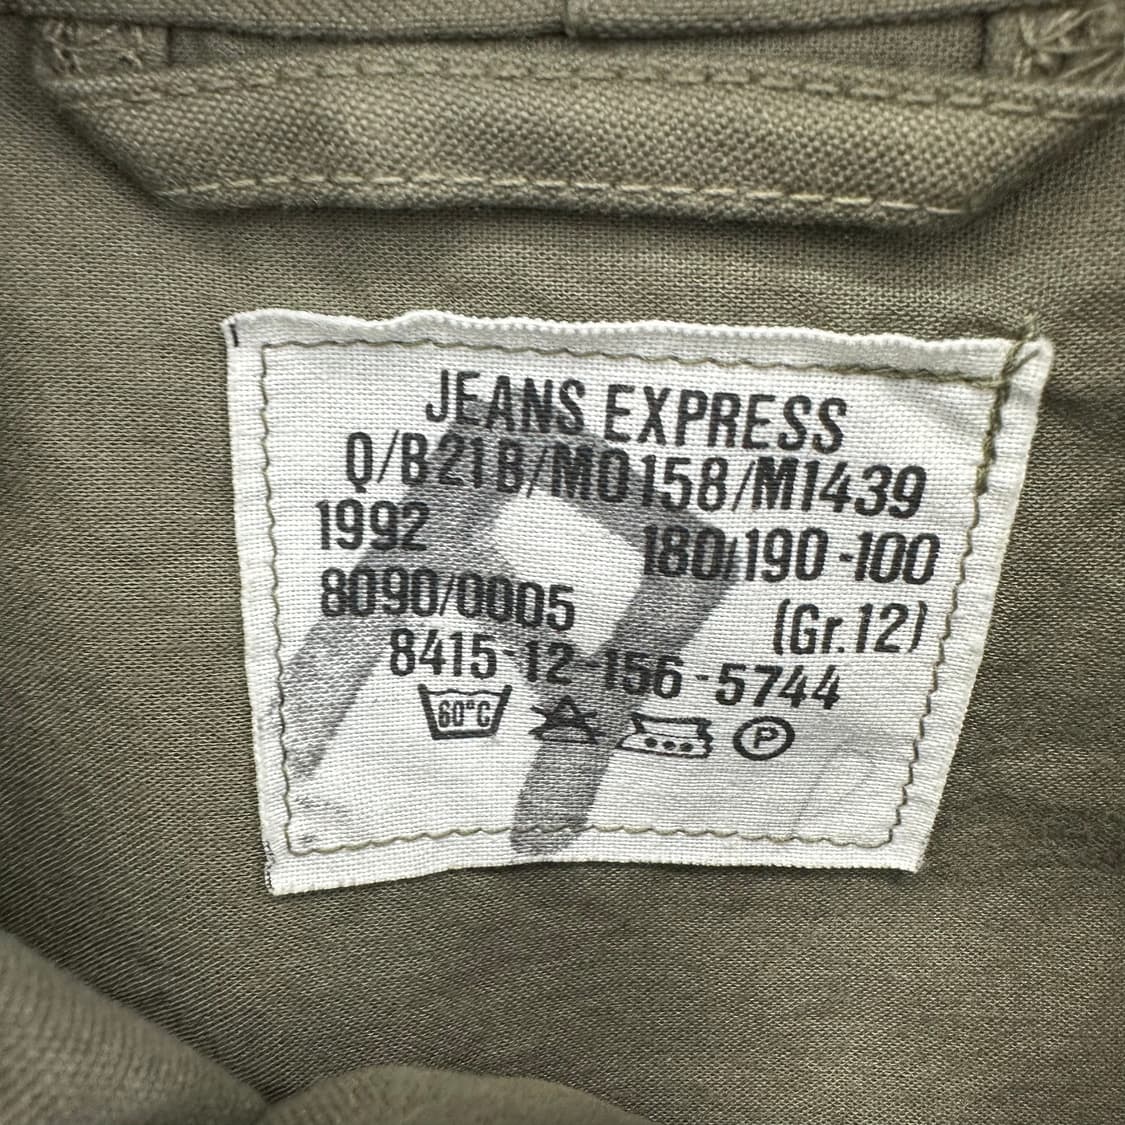 JEANS EXPRESS
Q/B21B/M0158/M1439
1992 180/190-100
8090/0005 (Gr.12)
8415-12-156-5744
60°C P